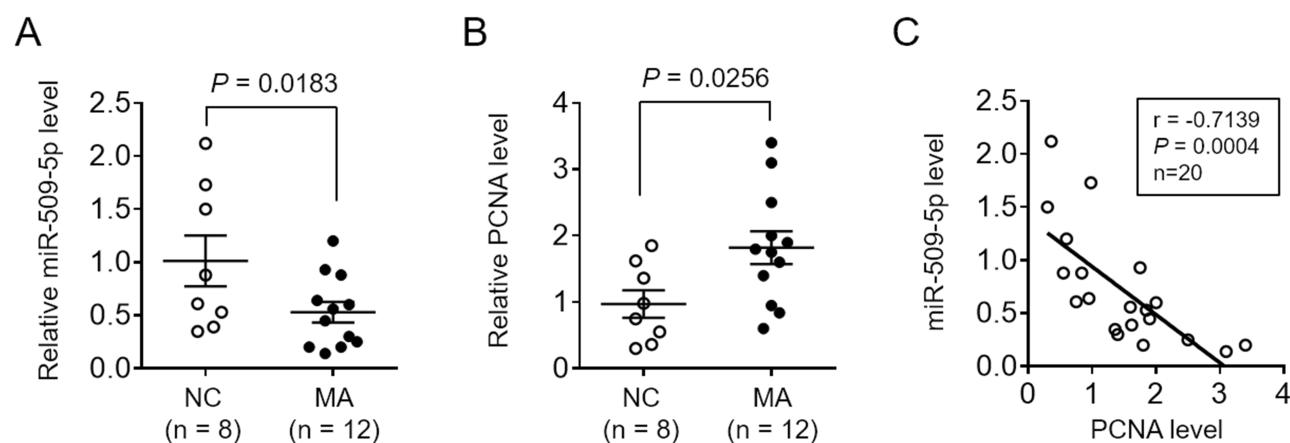 A
P = 0.0183
Relative miR-509-5p level
2.5
2.0
1.5
1.0
0.5
0.0
NC
(n = 8)
MA
(n = 12)
B
P = 0.0256
Relative PCNA level
4
3
2
1
0
NC
(n = 8)
MA
(n = 12)
C
miR-509-5p level
2.5
2.0
1.5
1.0
0.5
0.0
r = -0.7139
P = 0.0004
n=20
0
1
2
3
4
PCNA level